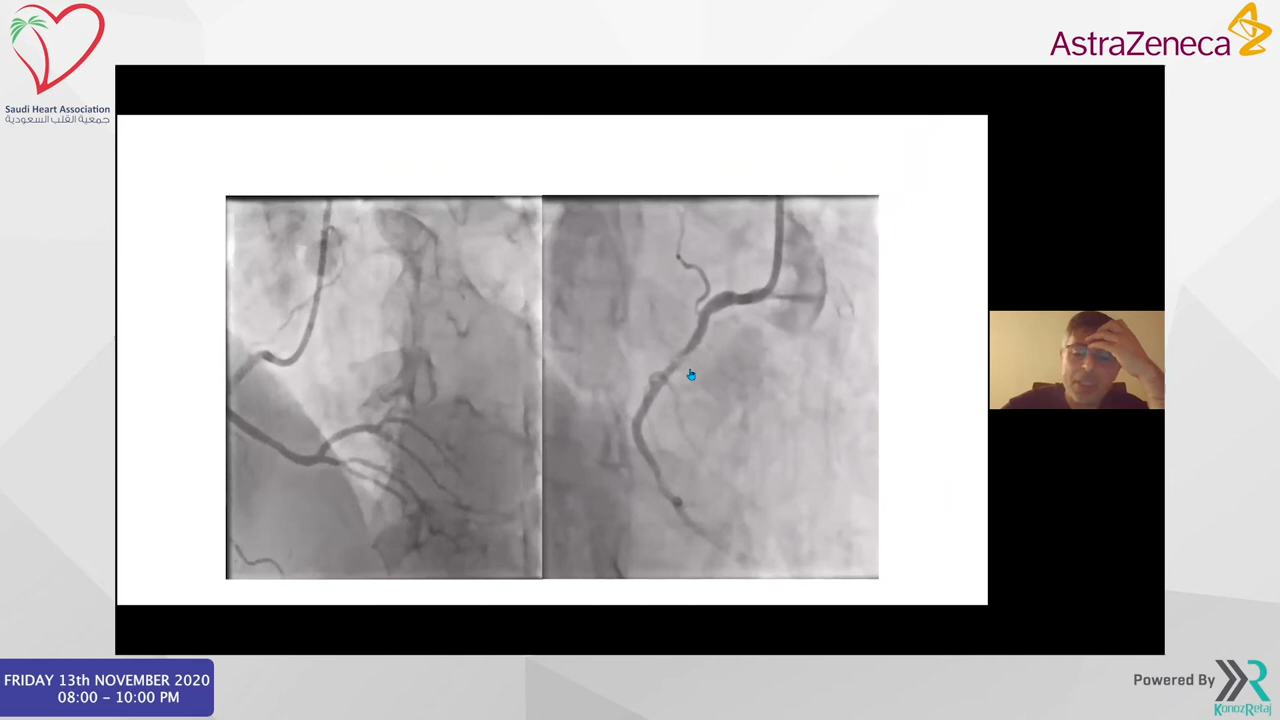 Saudi Heart Association
جمعية القلب السعودية
AstraZeneca
FRIDAY 13th NOVEMBER 2020
08:00 – 10:00 PM
Powered By
KonozRetaj